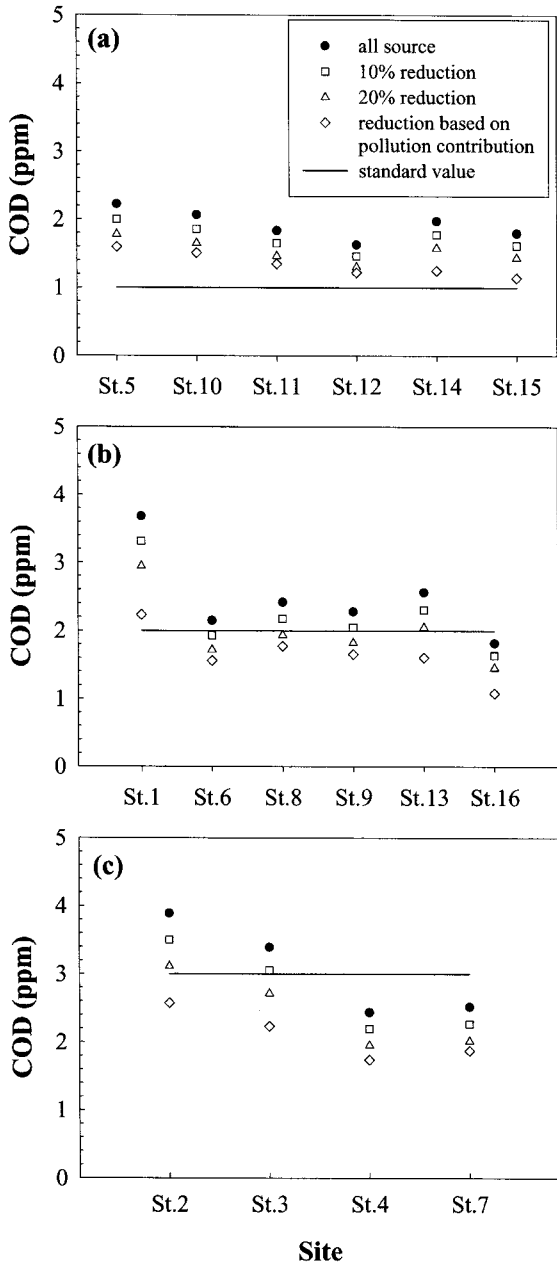 (a)
all source
10% reduction
20% reduction
reduction based on
pollution contribution
standard value
COD (ppm)
5
4
3
2
1
0
St.5 St.10 St.11 St.12 St.14 St.15
(b)
COD (ppm)
5
4
3
2
1
0
St.1 St.6 St.8 St.9 St.13 St.16
(c)
COD (ppm)
5
4
3
2
1
0
St.2 St.3 St.4 St.7
Site